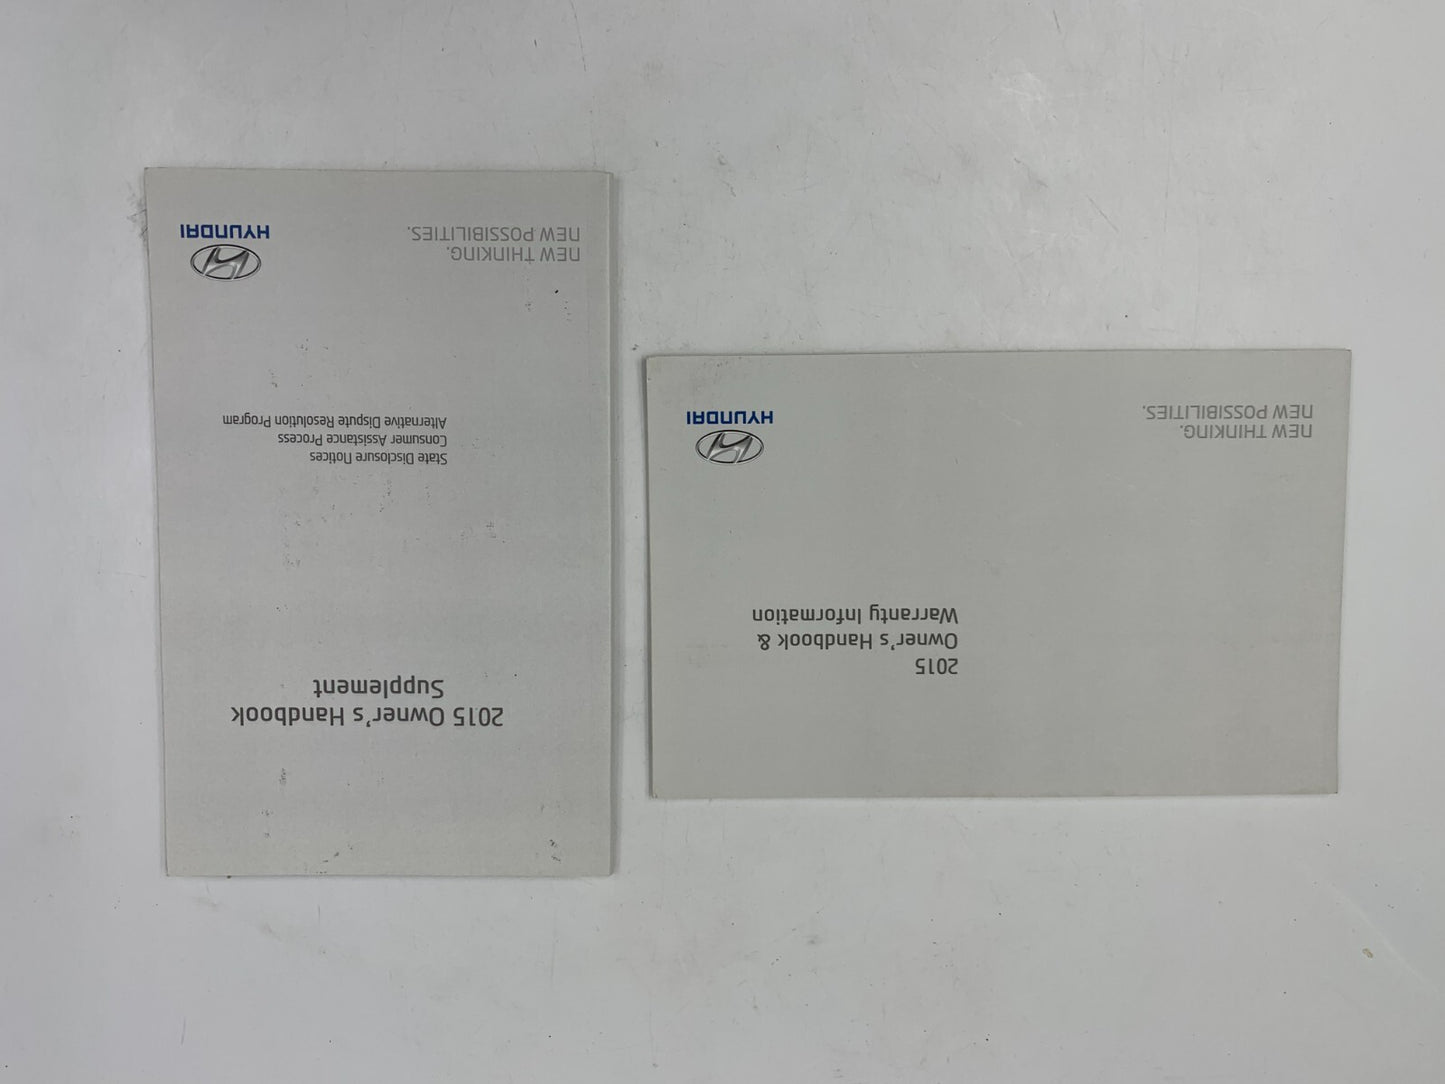 2015 Owner's Handbook
Supplement
State Disclosure Notices
Consumer Assistance Process
Alternative Dispute Resolution Program
NEW THINKING.
NEW POSSIBILITIES.
HYUNDAI
2015
Owner's Handbook &
Warranty Information
NEW THINKING.
NEW POSSIBILITIES.
HYUNDAI